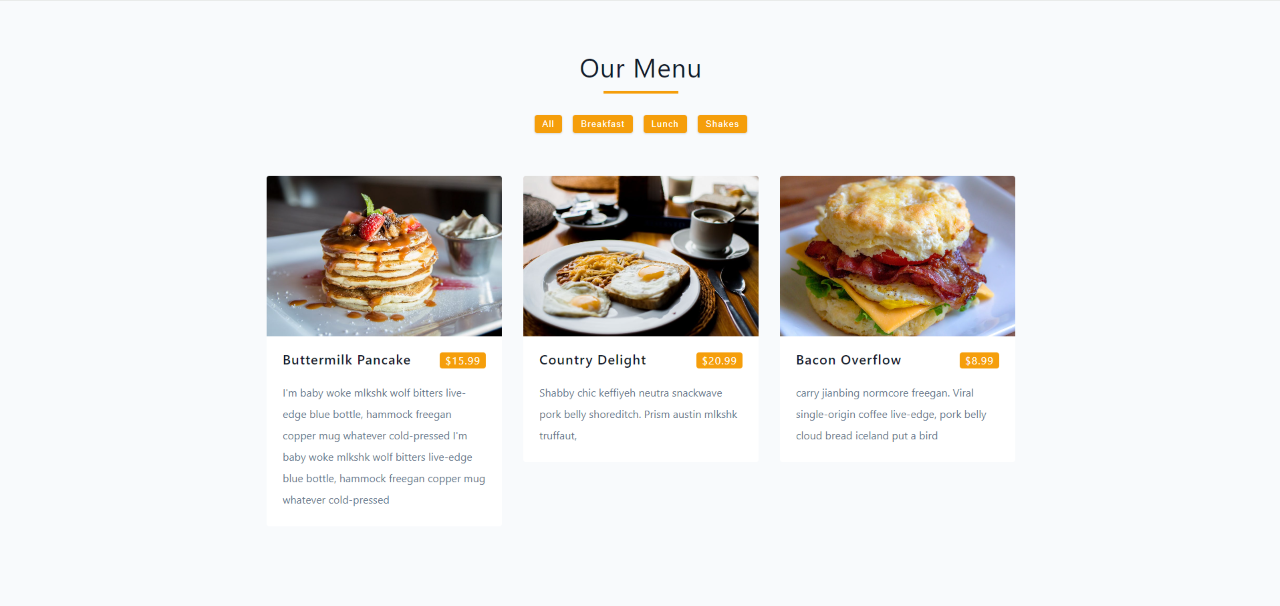 Our Menu
All Breakfast Lunch Shakes
Buttermilk Pancake $15.99
I'm baby woke mlkshk wolf bitters live-
edge blue bottle, hammock freegan
copper mug whatever cold-pressed I'm
baby woke mlkshk wolf bitters live-edge
blue bottle, hammock freegan copper mug
whatever cold-pressed
Country Delight $20.99
Shabby chic keffiyeh neutra snackwave
pork belly shoreditch. Prism austin mlkshk
truffaut,
Bacon Overflow $8.99
carry jianbing normcore freegan. Viral
single-origin coffee live-edge, pork belly
cloud bread iceland put a bird